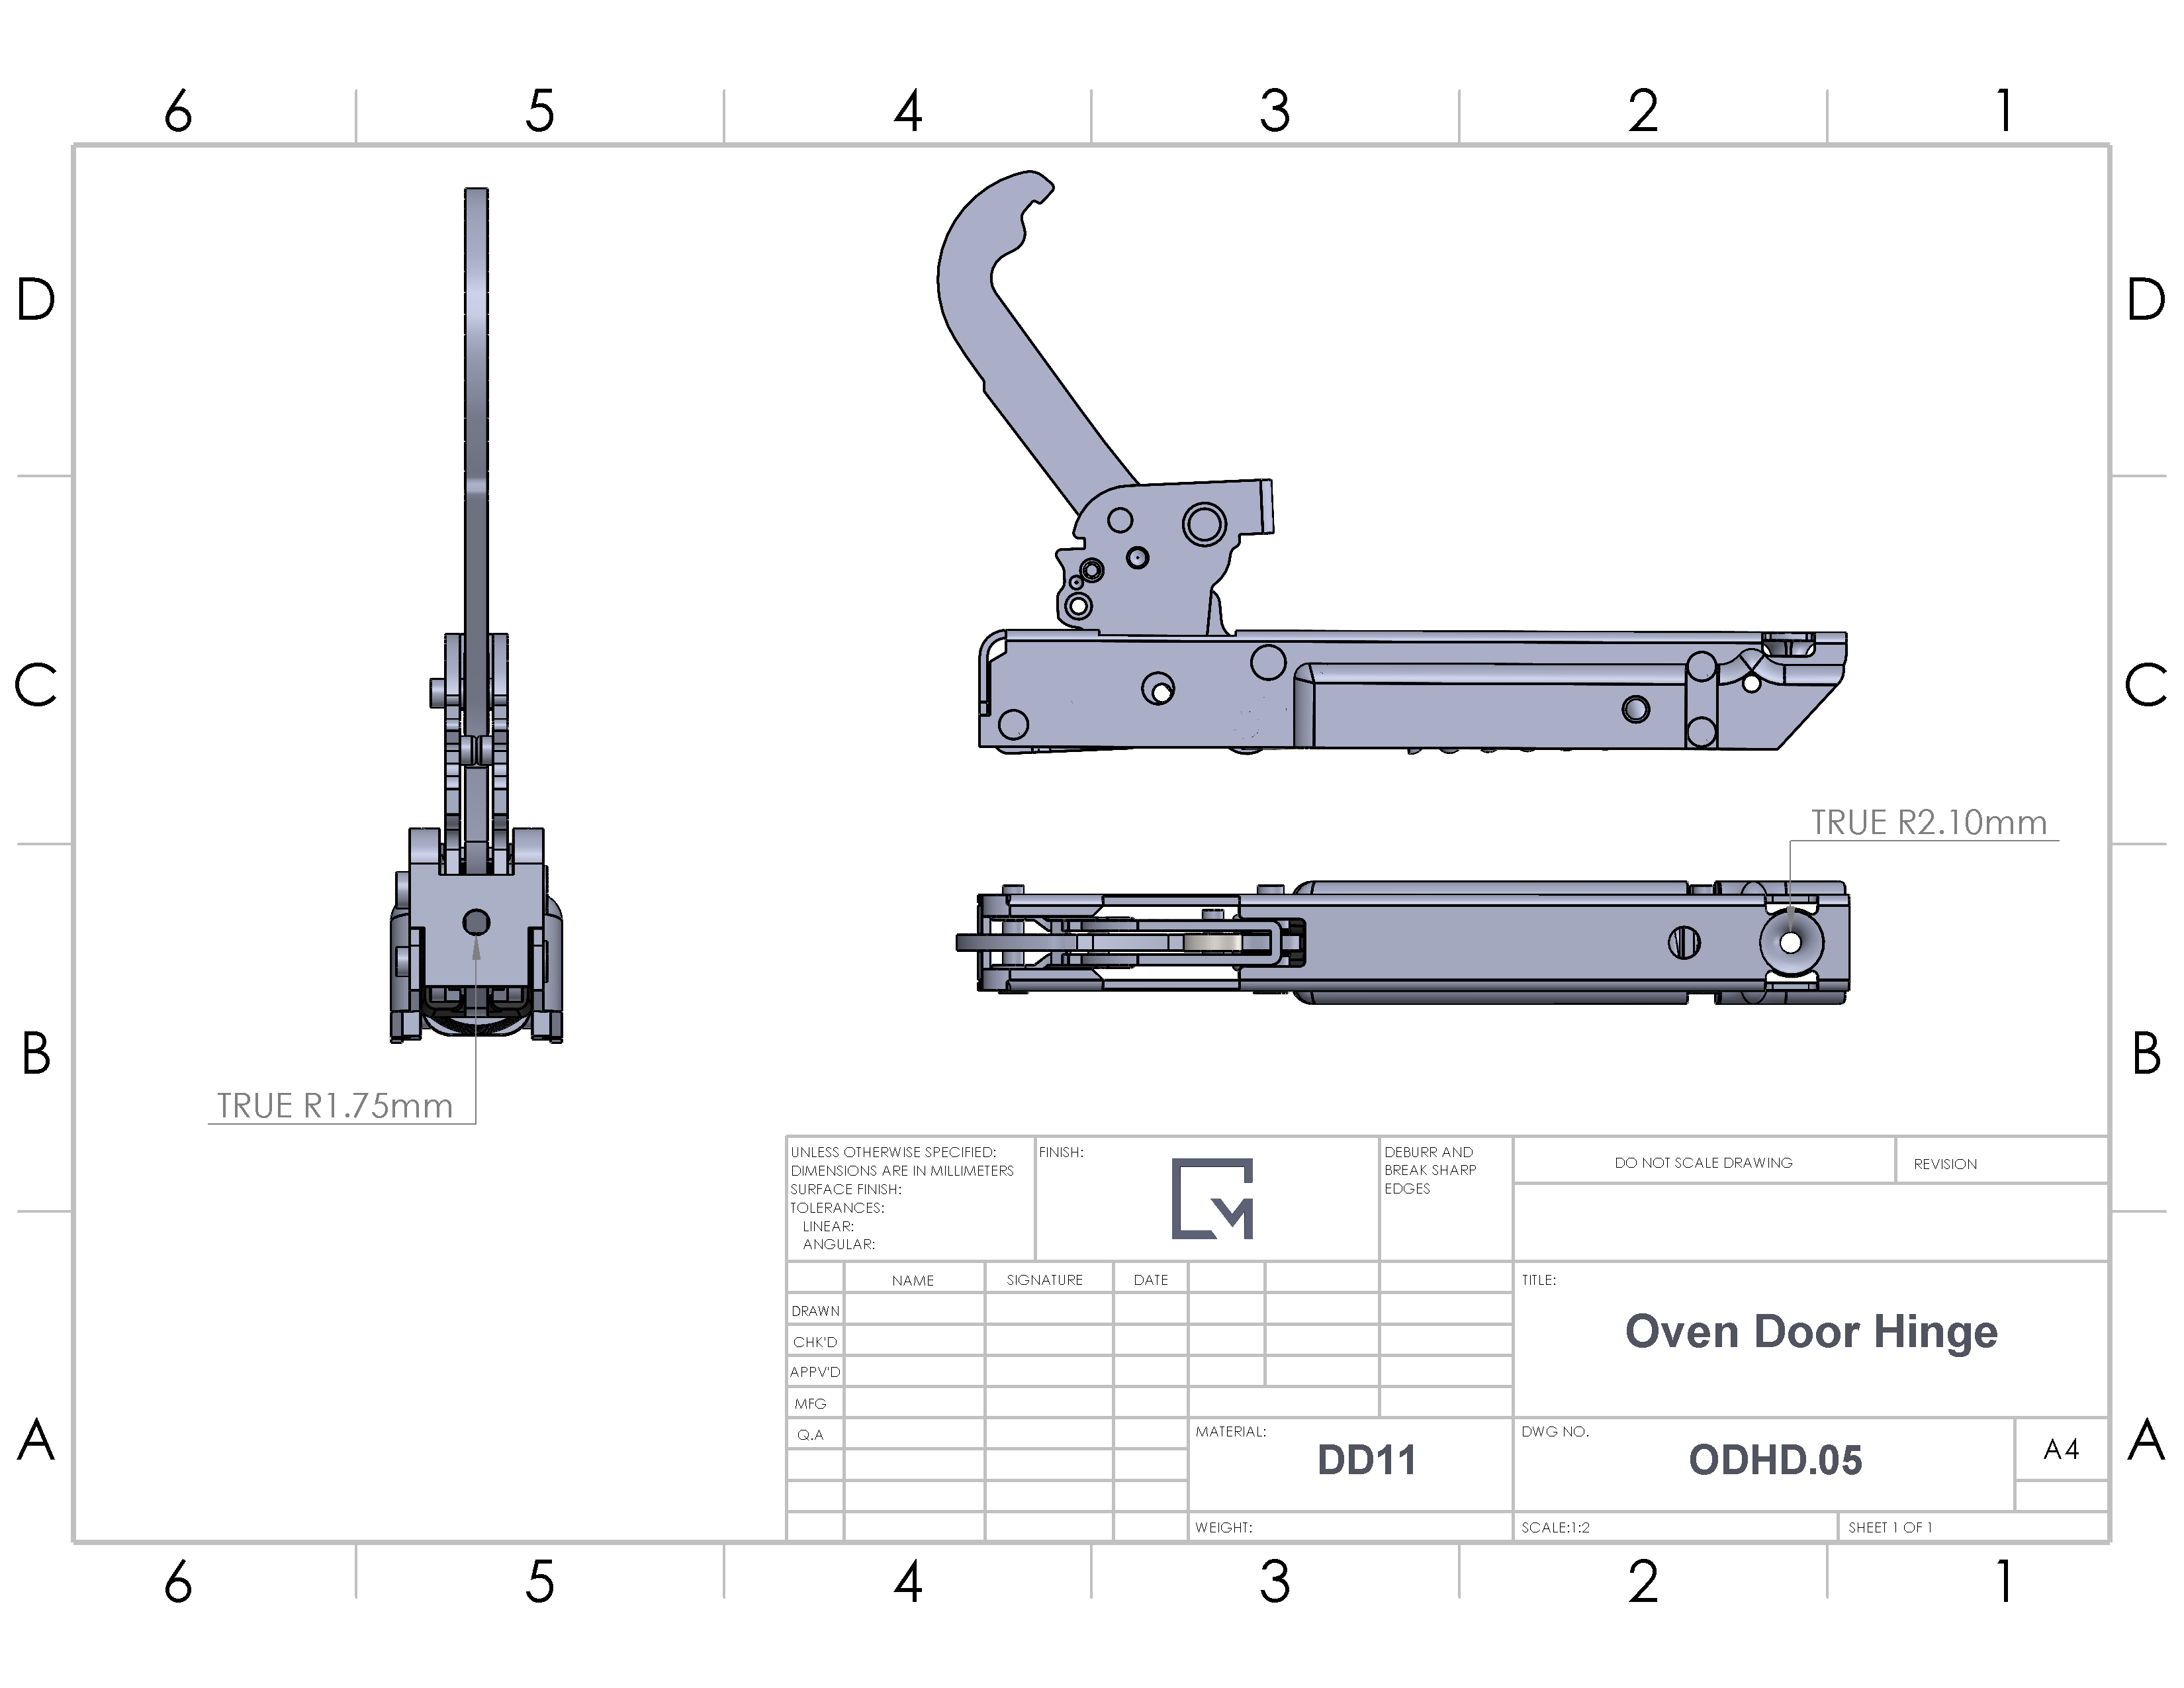 6 5 4 3 2 1
D D
C C
TRUE R2.10mm
B B
TRUE R1.75mm
UNLESS OTHERWISE SPECIFIED:
DIMENSIONS ARE IN MILLIMETERS
SURFACE FINISH:
TOLERANCES:
LINEAR:
ANGULAR:
FINISH:
DEBURR AND
BREAK SHARP
EDGES
DO NOT SCALE DRAWING
REVISION
NAME SIGNATURE DATE
DRAWN
CHK'D
APPV'D
MFG
Q.A
TITLE:
Oven Door Hinge
MATERIAL:
DD11
DWG NO.
ODHD.05
A4
WEIGHT:
SCALE:1:2
SHEET 1 OF 1
A A
6 5 4 3 2 1